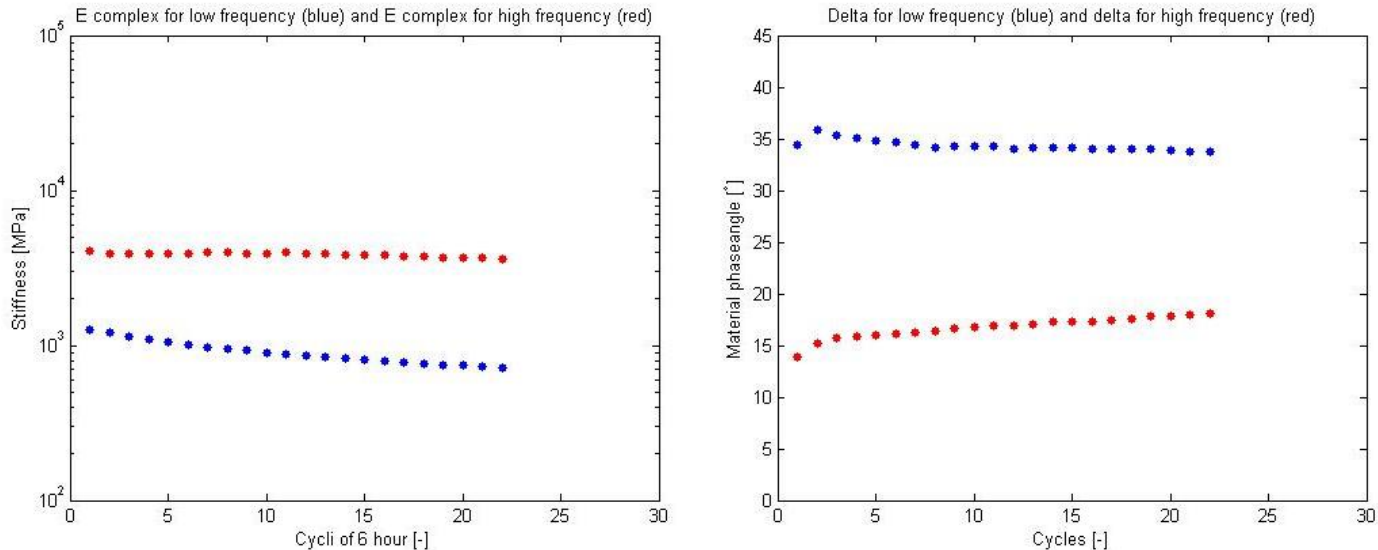 E complex for low frequency (blue) and E complex for high frequency (red)
10^5
10^4
10^3
10^2
Stiffness [MPa]
0 5 10 15 20 25 30
Cycli of 6 hour [-]
Delta for low frequency (blue) and delta for high frequency (red)
45
40
35
30
25
20
15
10
5
0
Material phaseangle [°]
0 5 10 15 20 25 30
Cycles [-]